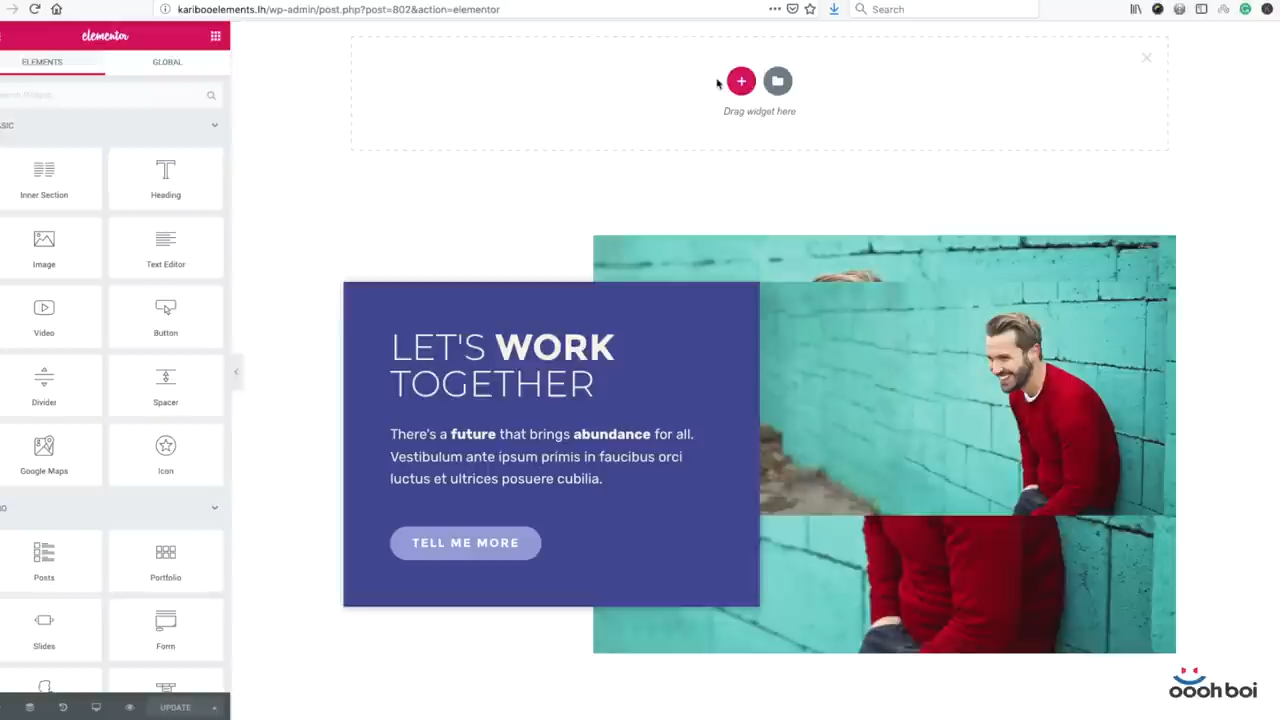 karibooelements.lh/wp-admin/post.php?post=802&action=elementor
Search
elementor
ELEMENTS
GLOBAL
Inner Section
Heading
Image
Text Editor
Video
Button
Divider
Spacer
Google Maps
Icon
Posts
Portfolio
Slides
Form
UPDATE
Drag widget here
LET'S WORK
TOGETHER
There's a future that brings abundance for all.
Vestibulum ante ipsum primis in faucibus orci
luctus et ultrices posuere cubilia.
TELL ME MORE
oooh boi